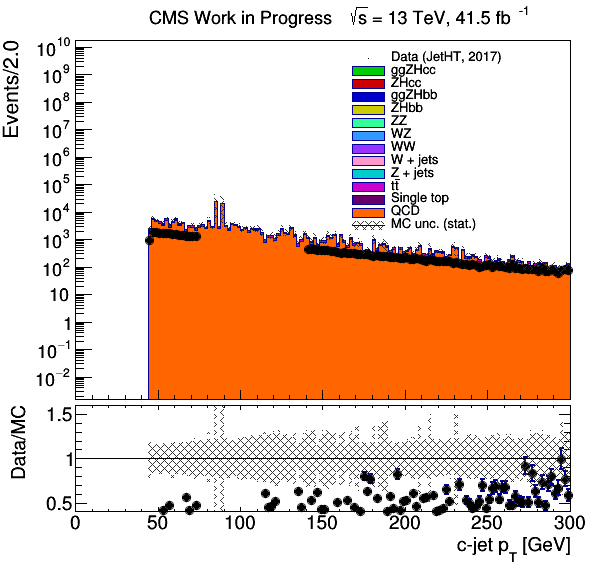 CMS Work in Progress √s = 13 TeV, 41.5 fb⁻¹
Events/2.0
10¹⁰
10⁹
10⁸
10⁷
10⁶
10⁵
10⁴
10³
10²
10
1
10⁻¹
10⁻²
Data (JetHT, 2017)
ggZHcc
ZHcc
ggZHbb
ZHbb
ZZ
WZ
WW
W + jets
Z + jets
tt̄
Single top
QCD
MC unc. (stat.)
Data/MC
1.5
1
0.5
0 50 100 150 200 250 300
c-jet p_T [GeV]